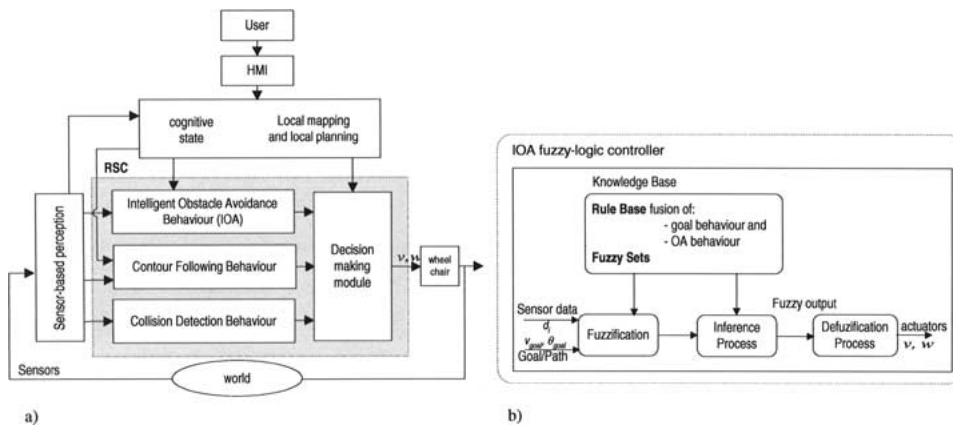 User
HMI
cognitive
state
Local mapping
and local planning
RSC
Sensor-based perception
Intelligent Obstacle Avoidance
Behaviour (IOA)
Contour Following Behaviour
Collision Detection Behaviour
Decision
making
module
v, w
wheel
chair
Sensors
world
a)
IOA fuzzy-logic controller
Knowledge Base
Rule Base fusion of:
- goal behaviour and
- OA behaviour
Fuzzy Sets
Sensor data
d_i
v_goal, θ_goal
Goal/Path
Fuzzification
Inference
Process
Fuzzy output
Defuzification
Process
actuators
v, w
b)